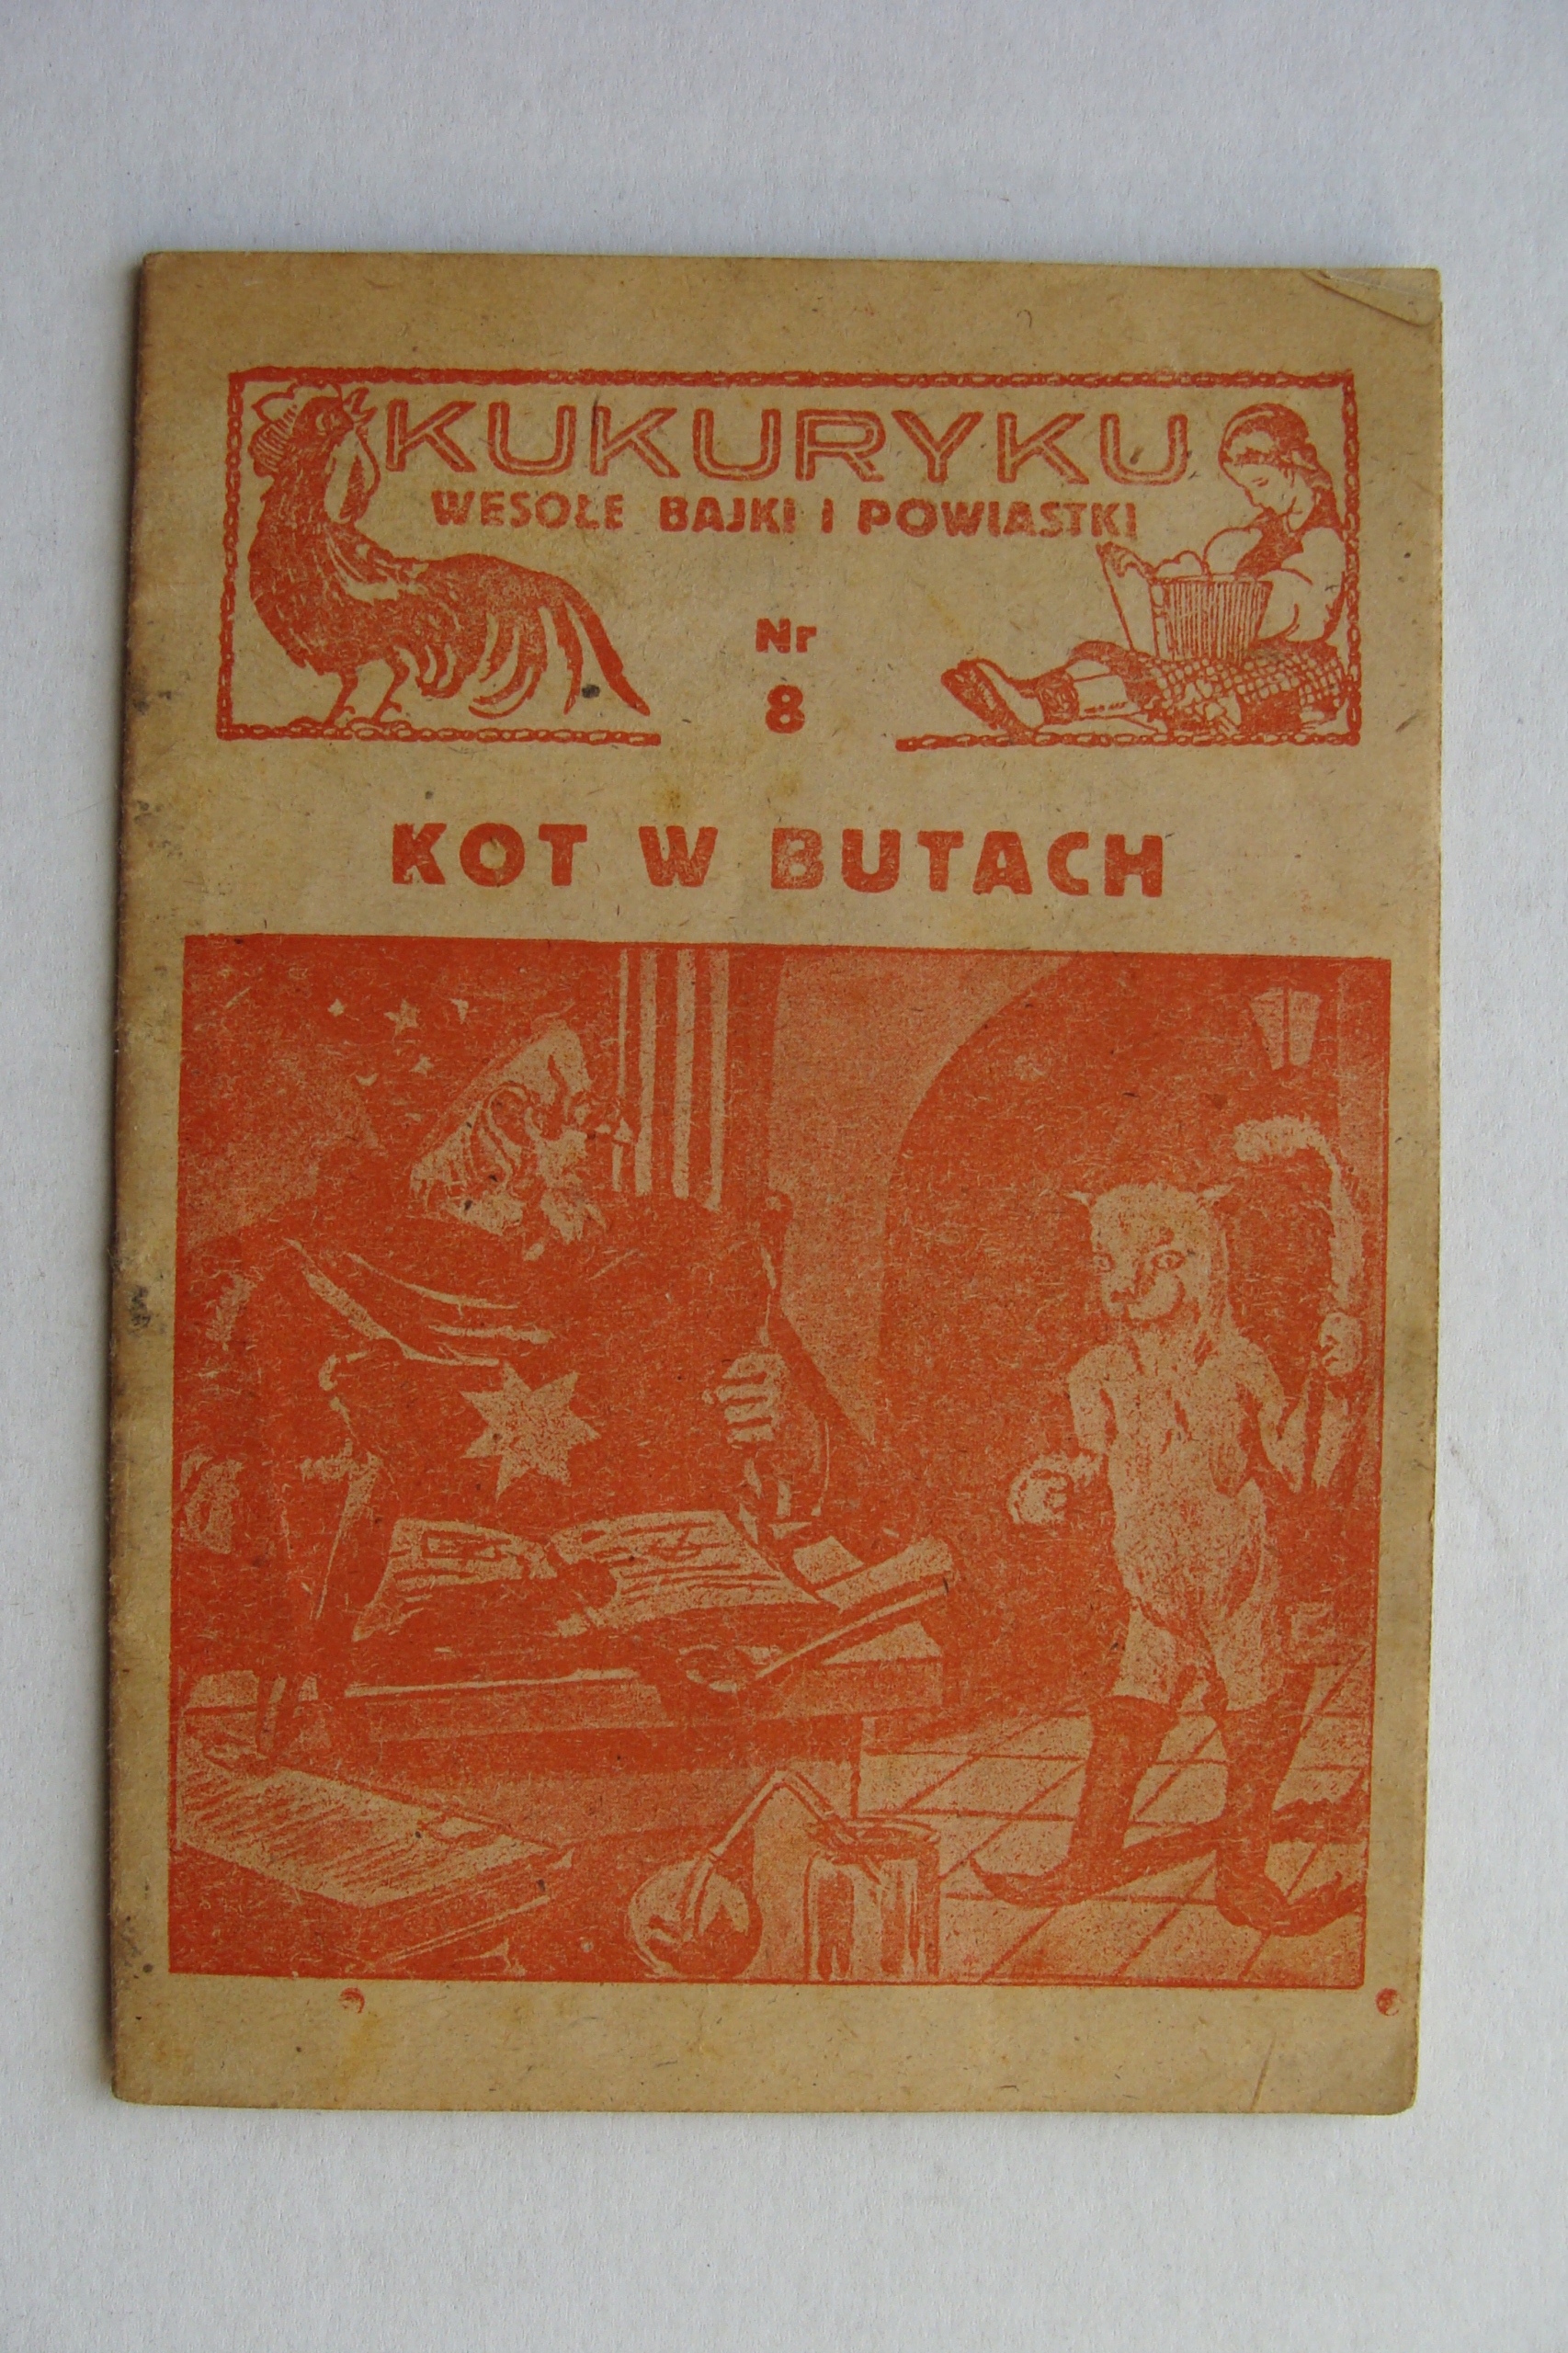 KUKURYKU
WESOŁE BAJKI I POWIASTKI
Nr
8
KOT W BUTACH